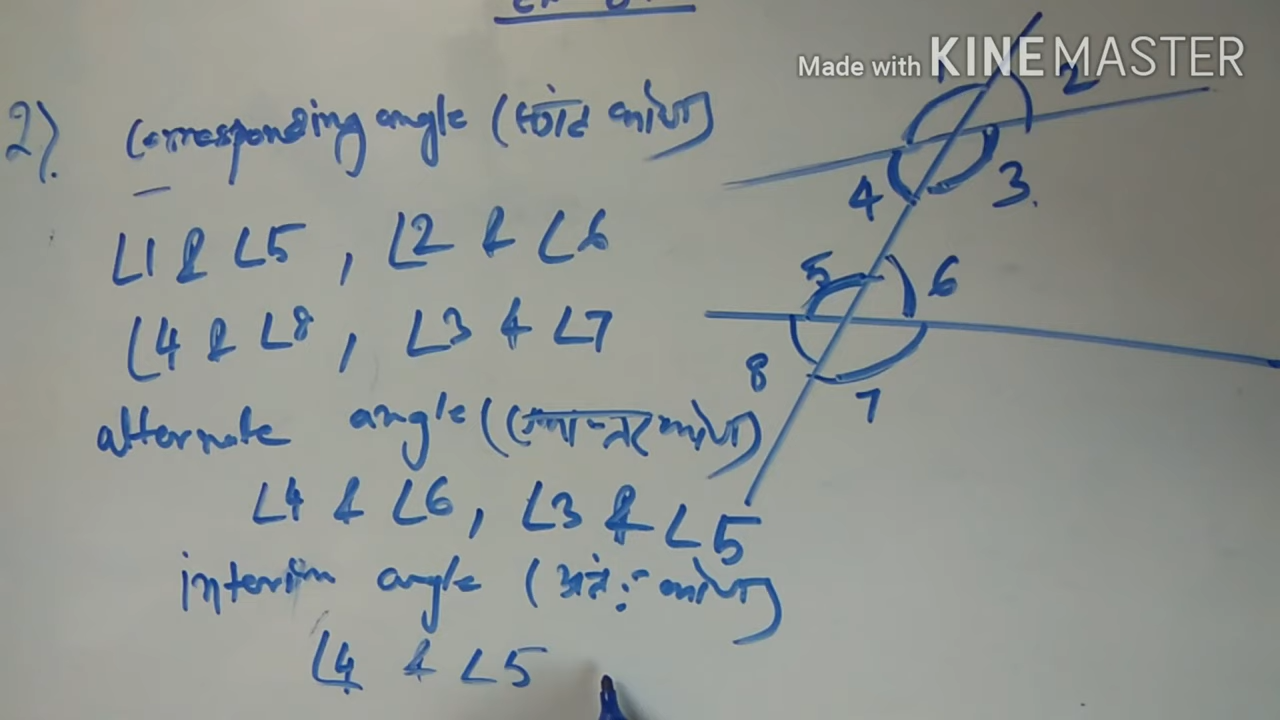 Made with KINEMASTER
2). Corresponding angle (संगत कोण)
∠1 & ∠5, ∠2 & ∠6
∠4 & ∠8, ∠3 & ∠7
alternate angle (एकान्तर कोण)
∠4 & ∠6, ∠3 & ∠5
interior angle (अंतः कोण)
∠4 & ∠5
1 2
4 3
5 6
8 7